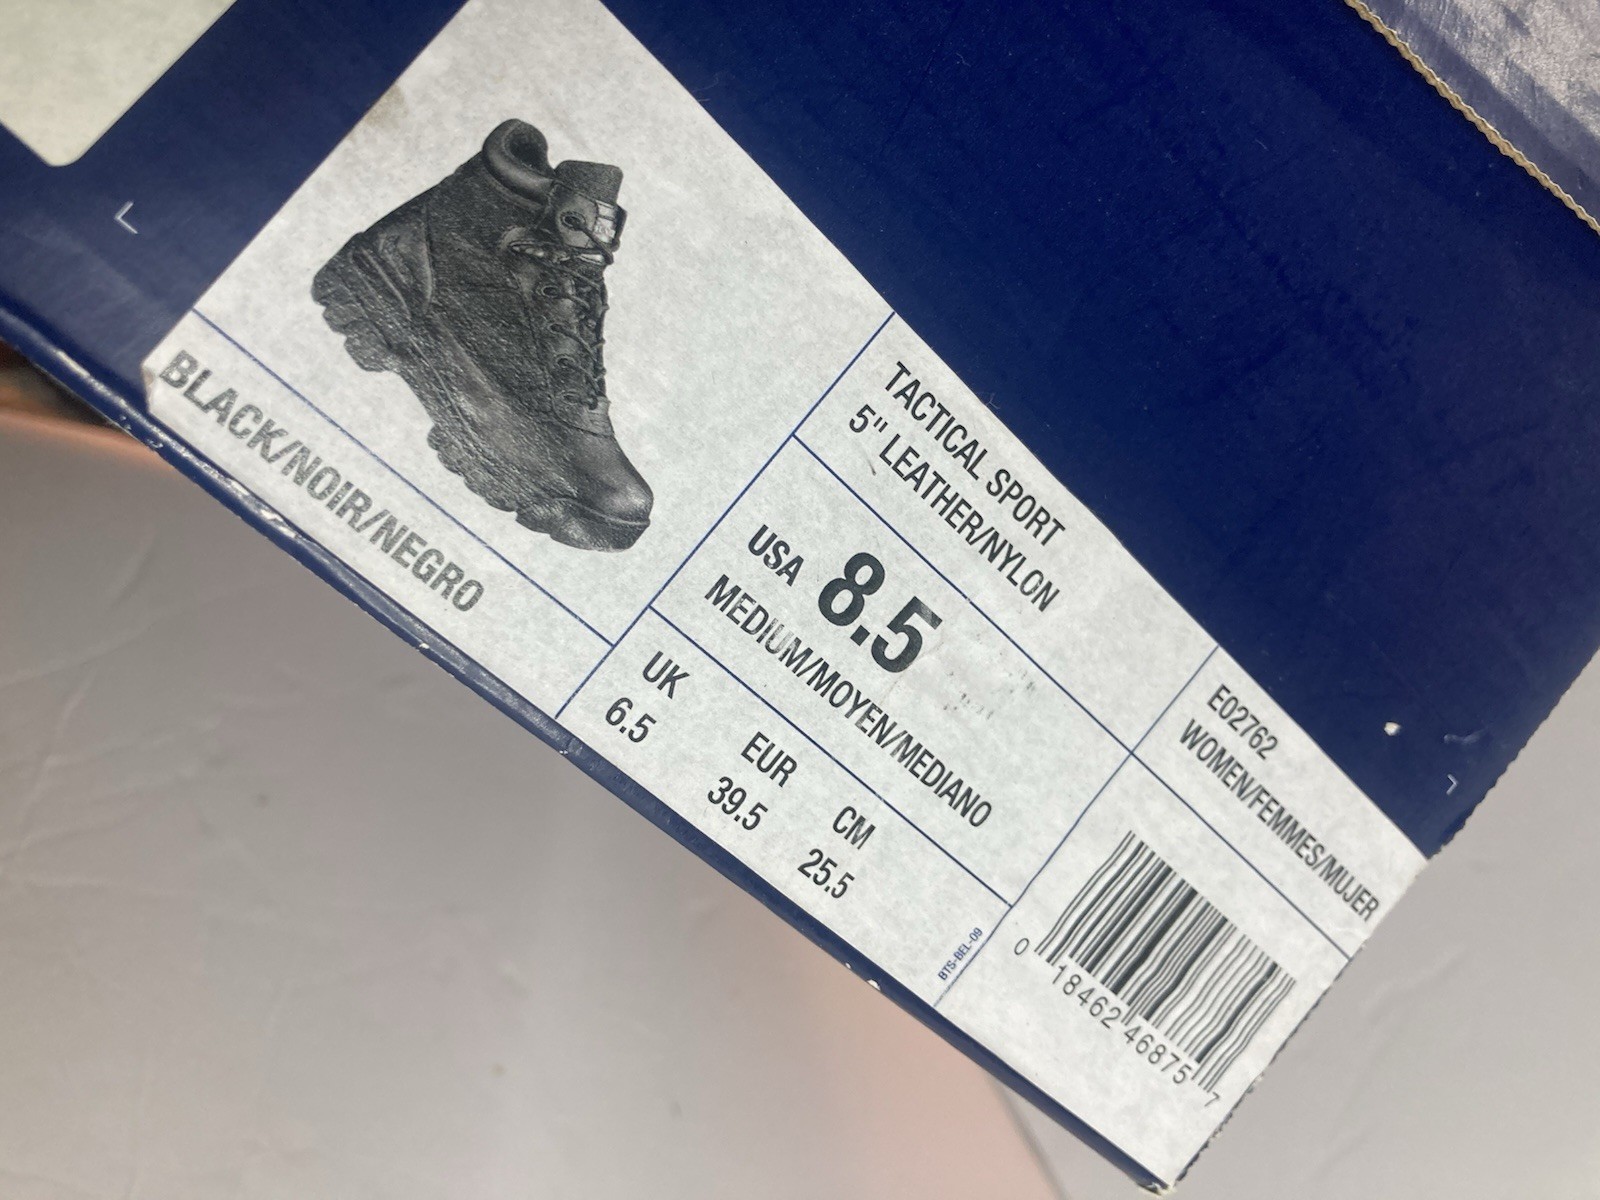 BLACK/NOIR/NEGRO
TACTICAL SPORT
5" LEATHER/NYLON
USA 8.5
MEDIUM/MOYEN/MEDIANO
UK
6.5
EUR
39.5
CM
25.5
BTS-BEL-09
E02762
WOMEN/FEMMES/MUJER
0 18462 46875 7